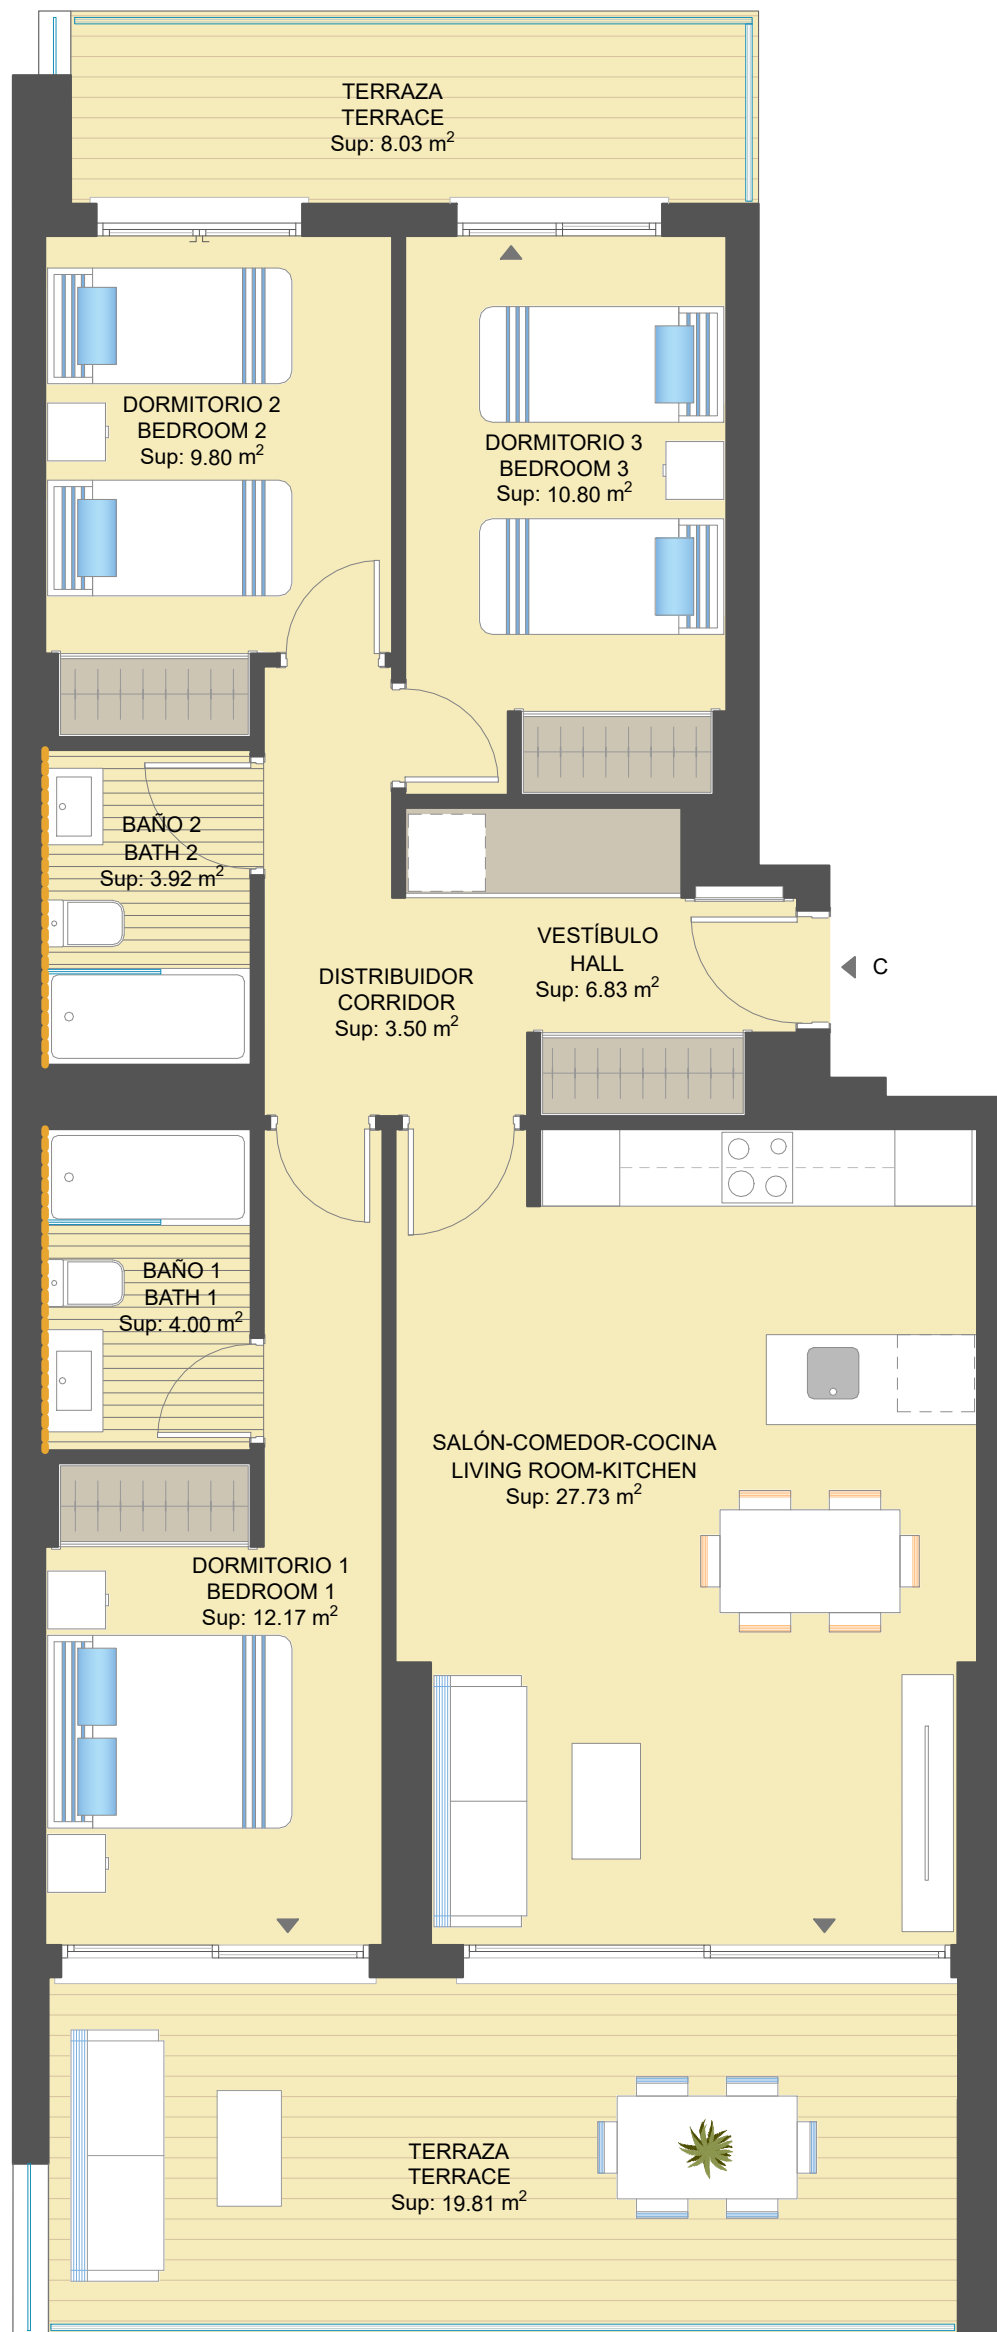 TERRAZA
TERRACE
Sup: 8.03 m²
DORMITORIO 2
BEDROOM 2
Sup: 9.80 m²
DORMITORIO 3
BEDROOM 3
Sup: 10.80 m²
BAÑO 2
BATH 2
Sup: 3.92 m²
VESTÍBULO
HALL
Sup: 6.83 m²
C
DISTRIBUIDOR
CORRIDOR
Sup: 3.50 m²
BAÑO 1
BATH 1
Sup: 4.00 m²
SALÓN-COMEDOR-COCINA
LIVING ROOM-KITCHEN
Sup: 27.73 m²
DORMITORIO 1
BEDROOM 1
Sup: 12.17 m²
TERRAZA
TERRACE
Sup: 19.81 m²